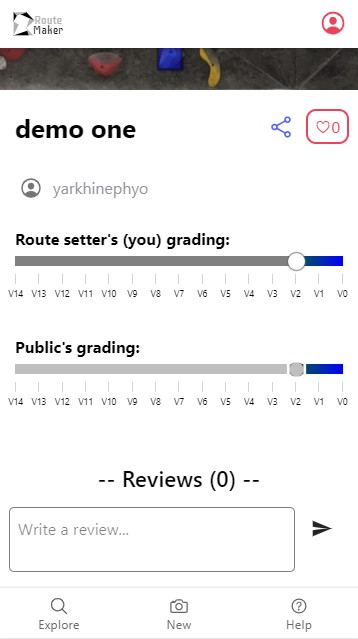 Route
Maker
demo one
0
yarkhinephyo
Route setter's (you) grading:
V14 V13 V12 V11 V10 V9 V8 V7 V6 V5 V4 V3 V2 V1 V0
Public's grading:
V14 V13 V12 V11 V10 V9 V8 V7 V6 V5 V4 V3 V2 V1 V0
-- Reviews (0) --
Write a review...
Explore New Help